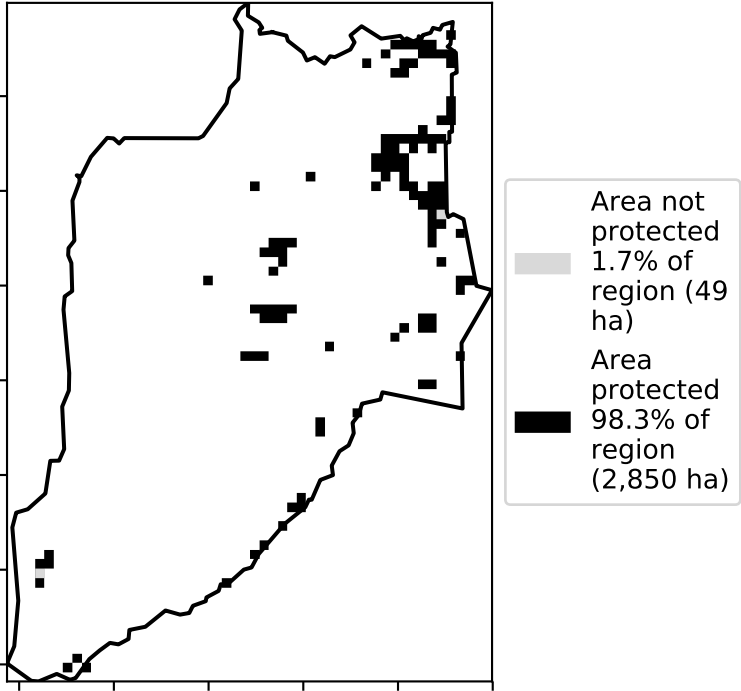 Area not
protected
1.7% of
region (49
ha)
Area
protected
98.3% of
region
(2,850 ha)